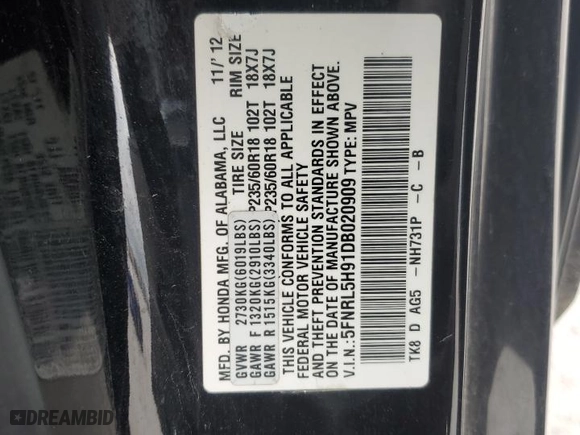 MFD. BY HONDA MFG. OF ALABAMA, LLC 11/'12
TIRE SIZE RIM SIZE
GVWR 2730KG(6019LBS)
GAWR F 1320KG(2910LBS) P235/60R18 102T 18X7J
GAWR R 1515KG(3340LBS) P235/60R18 102T 18X7J
THIS VEHICLE CONFORMS TO ALL APPLICABLE
FEDERAL MOTOR VEHICLE SAFETY
AND THEFT PREVENTION STANDARDS IN EFFECT
ON THE DATE OF MANUFACTURE SHOWN ABOVE.
V.I.N.: 5FNRL5H91DB020909 TYPE: MPV
TK8 D AG5 - NH731P - C - B
DREAMBID